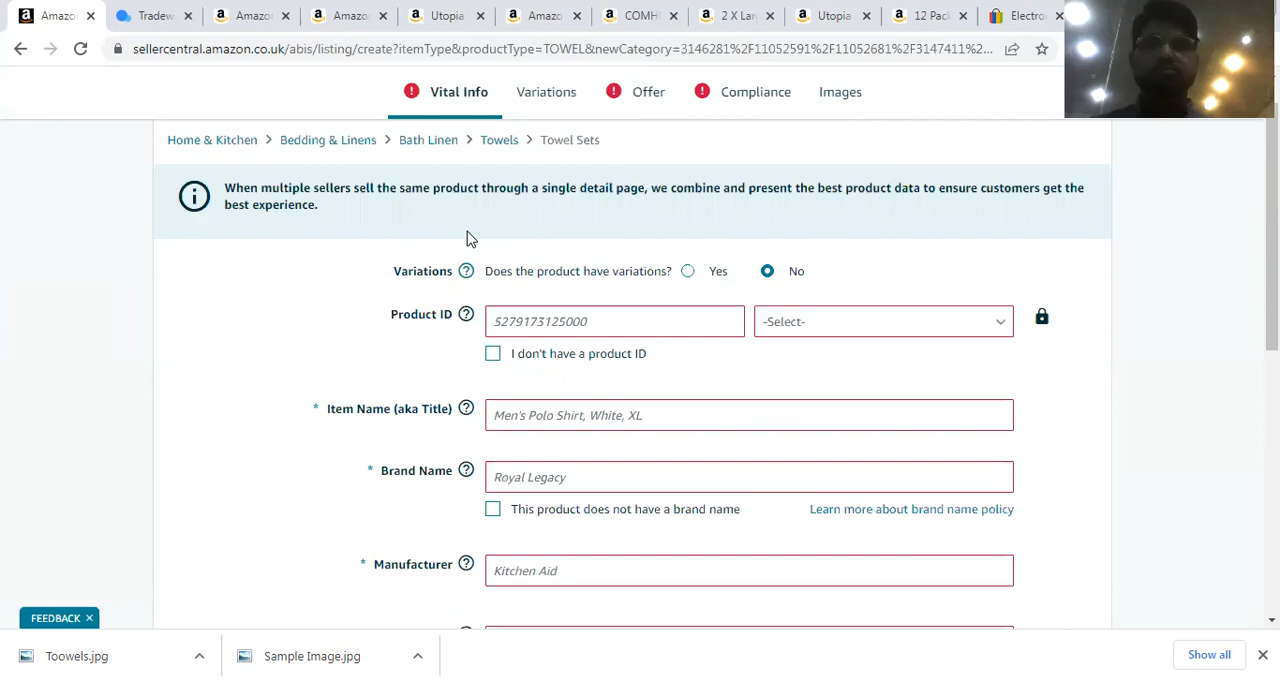 Amazo
Tradew
Amazo
Amazo
Utopia
Amazo
COMH
2 X Lar
Utopia
12 Pac
Electro
sellercentral.amazon.co.uk/abis/listing/create?itemType&productType=TOWEL&newCategory=3146281%2F11052591%2F11052681%2F3147411%2...
Vital Info
Variations
Offer
Compliance
Images
Home & Kitchen > Bedding & Linens > Bath Linen > Towels > Towel Sets
When multiple sellers sell the same product through a single detail page, we combine and present the best product data to ensure customers get the
best experience.
Variations ? Does the product have variations? Yes No
Product ID ? 5279173125000 -Select-
I don't have a product ID
* Item Name (aka Title) ? Men's Polo Shirt, White, XL
* Brand Name ? Royal Legacy
This product does not have a brand name Learn more about brand name policy
* Manufacturer ? Kitchen Aid
FEEDBACK ×
Toowels.jpg
Sample Image.jpg
Show all